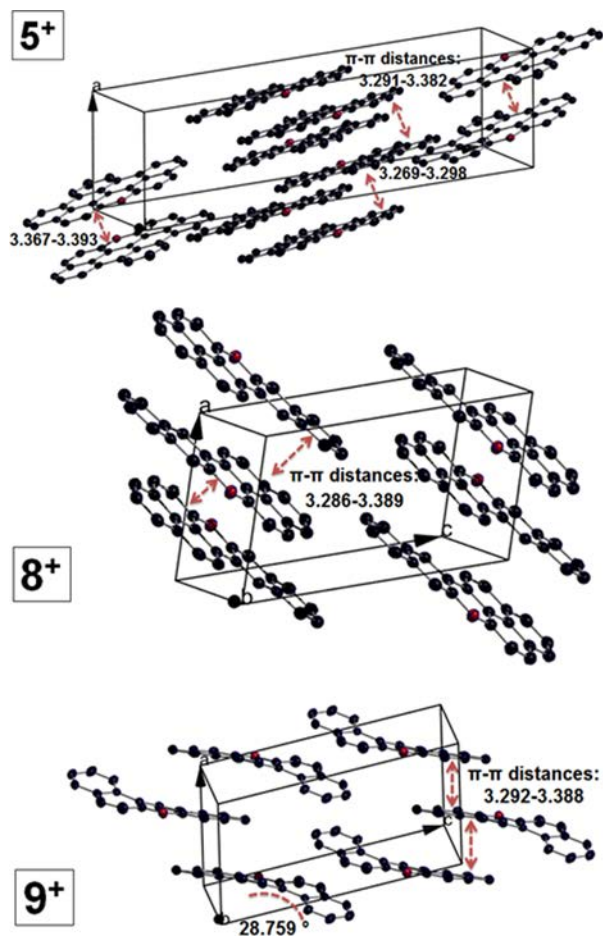 5+
a
π-π distances:
3.291-3.382
3.269-3.298
3.367-3.393
a
π-π distances:
3.286-3.389
c
8+
b
a
π-π distances:
3.292-3.388
c
9+
b
28.759 °